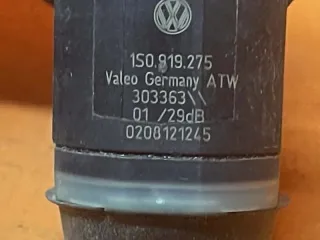 1S0.919.275
Valeo Germany ATW
303363\\
01 /29dB
0208121245